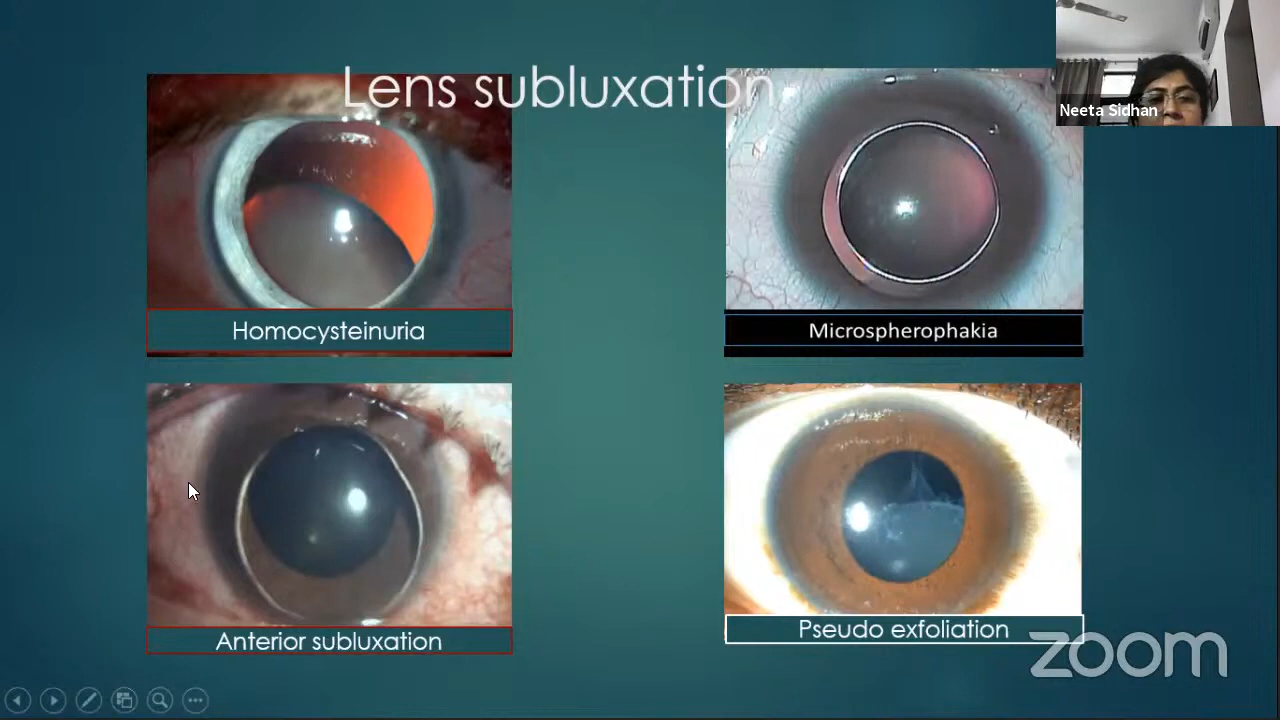 Lens subluxation
Neeta Sidhan
Homocysteinuria
Microspherophakia
Anterior subluxation
Pseudo exfoliation
zoom